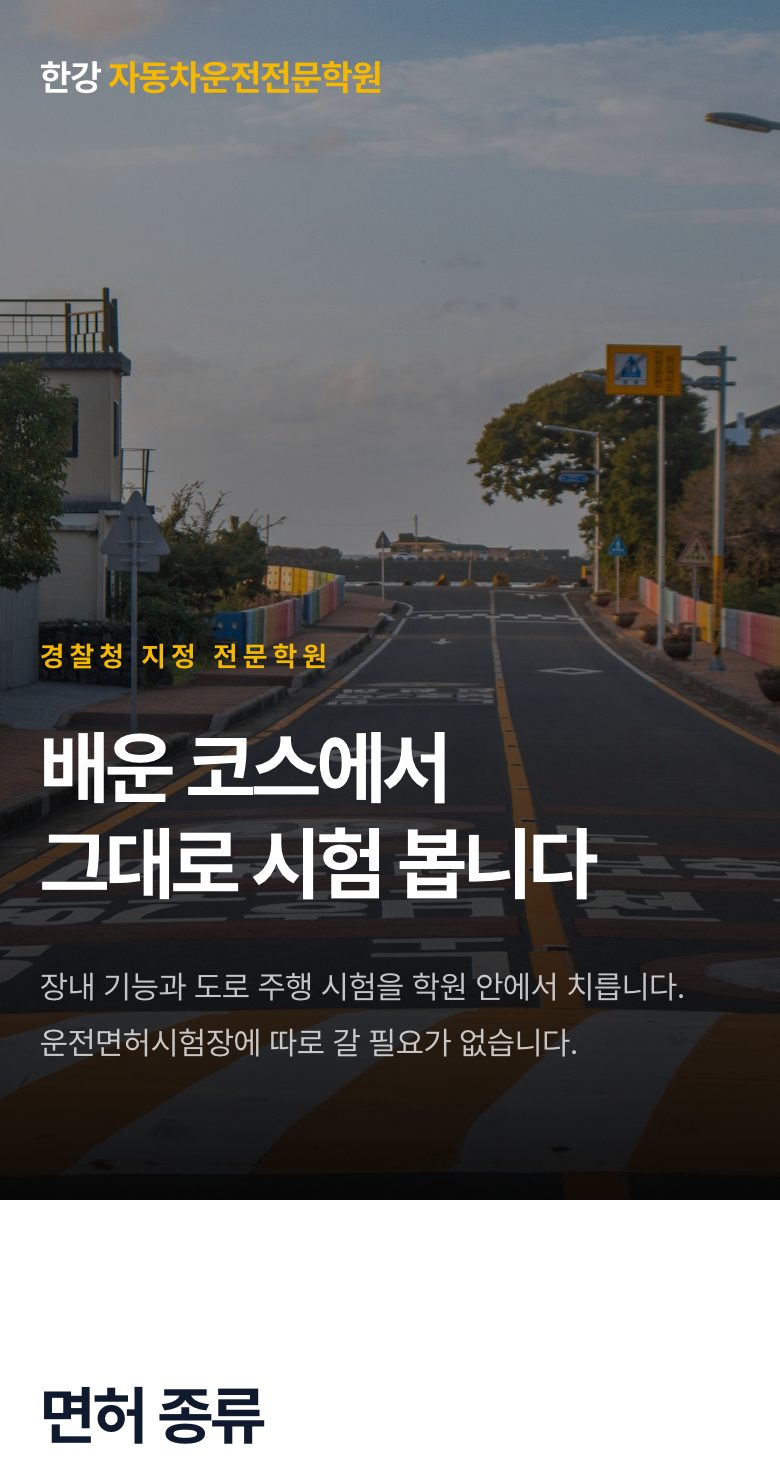 한강 자동차운전전문학원
경찰청 지정 전문학원
배운 코스에서
그대로 시험 봅니다
장내 기능과 도로 주행 시험을 학원 안에서 치릅니다.
운전면허시험장에 따로 갈 필요가 없습니다.
면허 종류